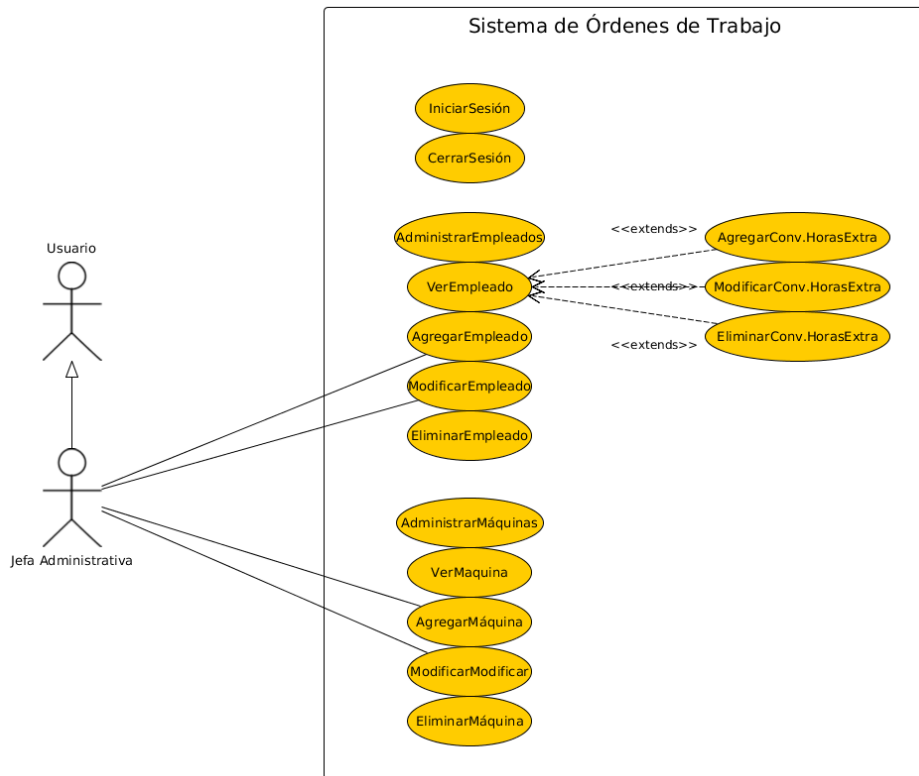 Sistema de Órdenes de Trabajo
IniciarSesión
CerrarSesión
Usuario
AdministrarEmpleados
<<extends>>
AgregarConv.HorasExtra
VerEmpleado
<<extends>>
ModificarConv.HorasExtra
AgregarEmpleado
<<extends>>
EliminarConv.HorasExtra
ModificarEmpleado
EliminarEmpleado
Jefa Administrativa
AdministrarMáquinas
VerMaquina
AgregarMáquina
ModificarModificar
EliminarMáquina